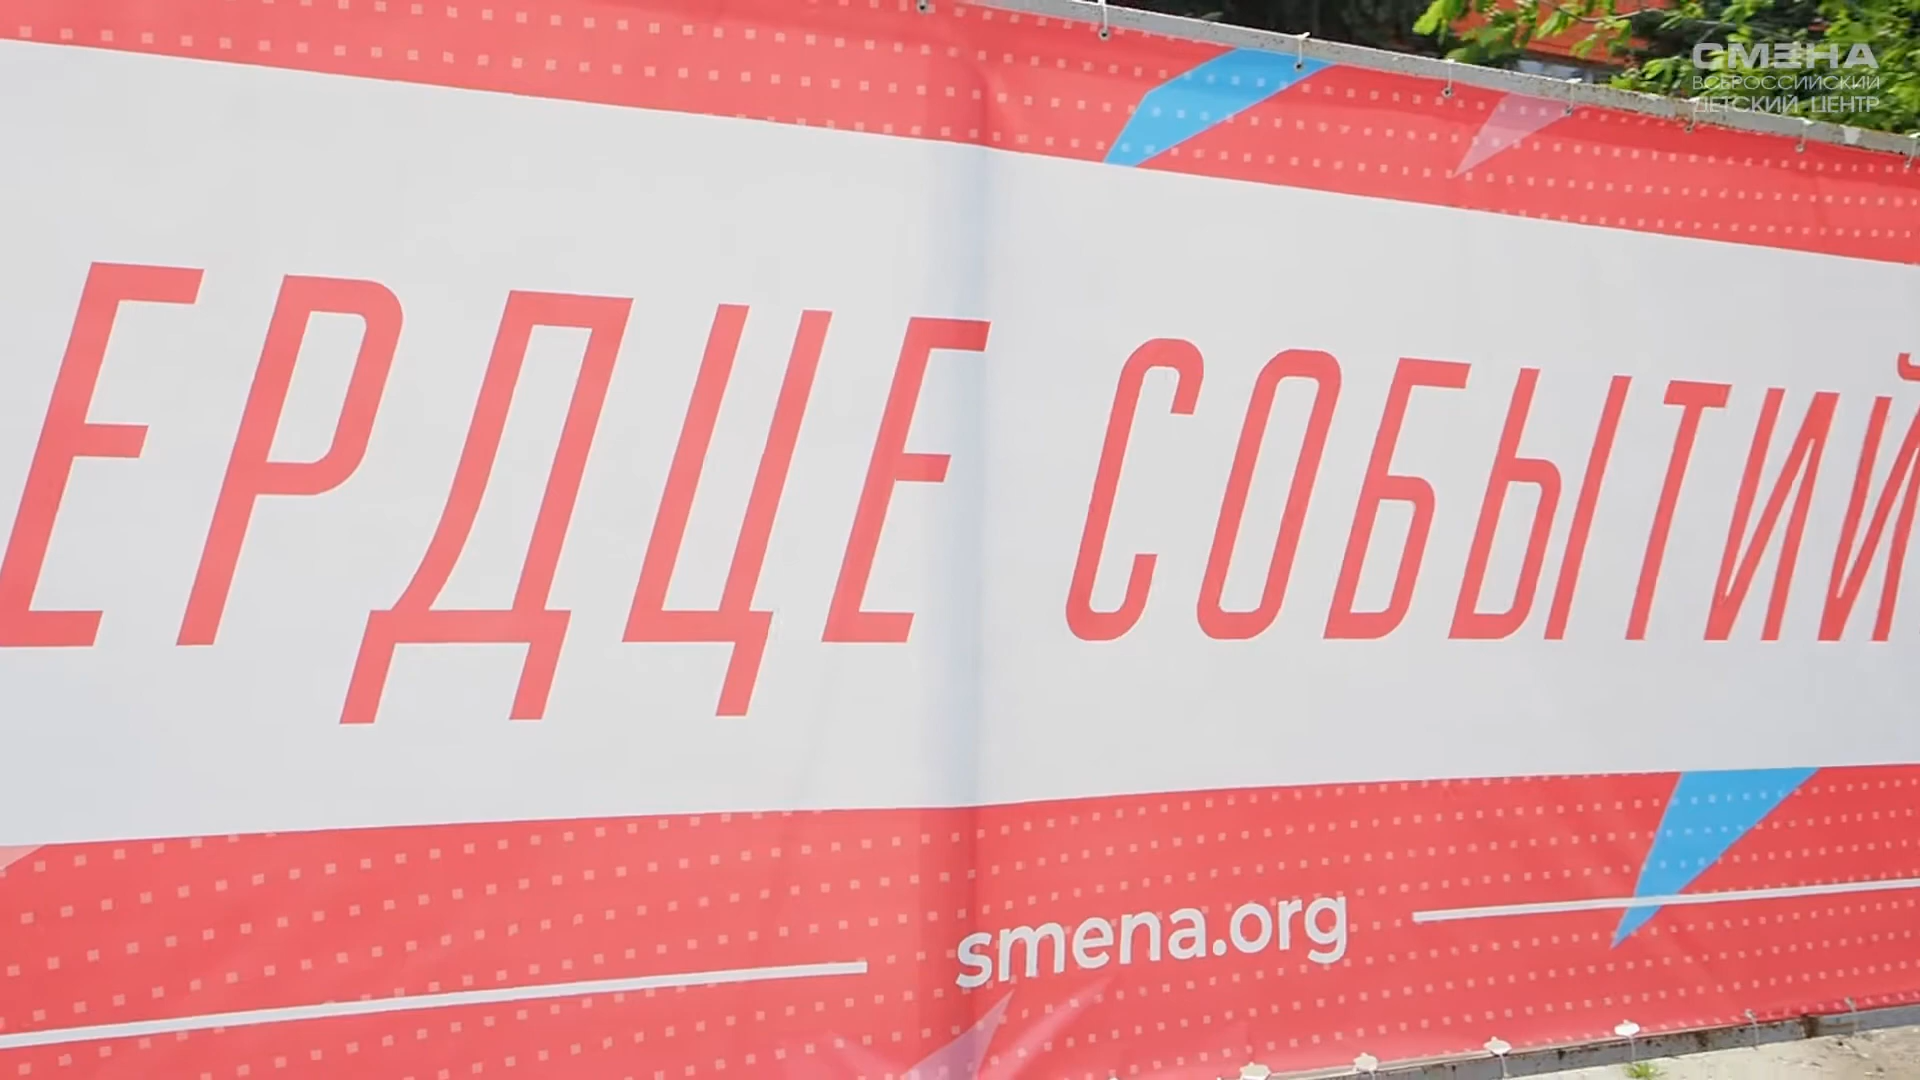 СМЕНА
ВСЕРОССИЙСКИЙ
ДЕТСКИЙ ЦЕНТР
ЕРДЦЕ СОБЫТИЙ
smena.org